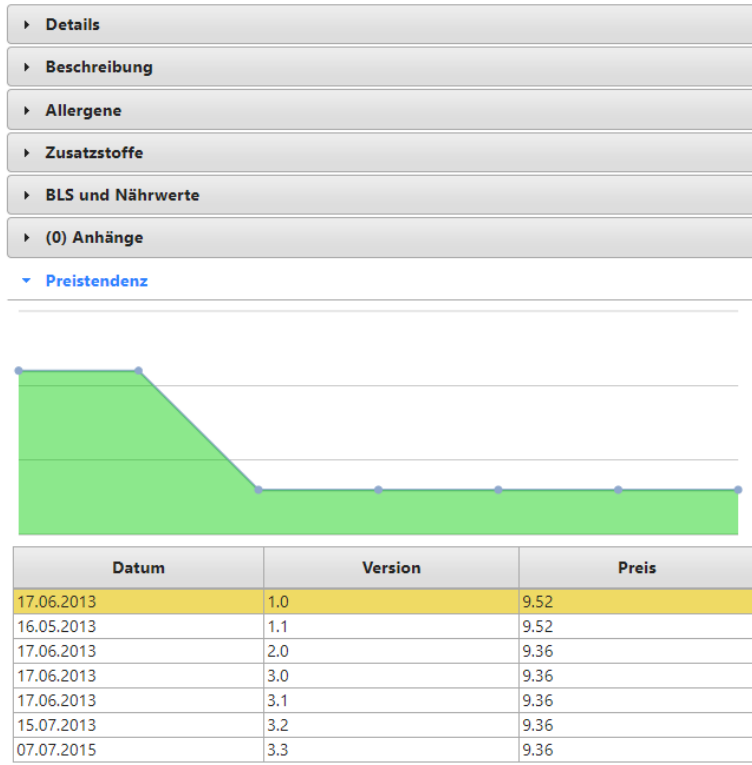 Details
Beschreibung
Allergene
Zusatzstoffe
BLS und Nährwerte
(0) Anhänge
Preistendenz
Datum Version Preis
17.06.2013 1.0 9.52
16.05.2013 1.1 9.52
17.06.2013 2.0 9.36
17.06.2013 3.0 9.36
17.06.2013 3.1 9.36
15.07.2013 3.2 9.36
07.07.2015 3.3 9.36